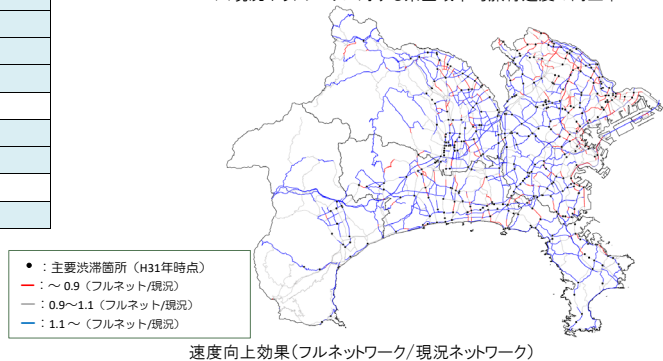 • : 主要渋滞箇所（H31年時点）
: ～ 0.9（フルネット/現況）
: 0.9～1.1（フルネット/現況）
: 1.1 ～（フルネット/現況）
速度向上効果(フルネットワーク/現況ネットワーク)